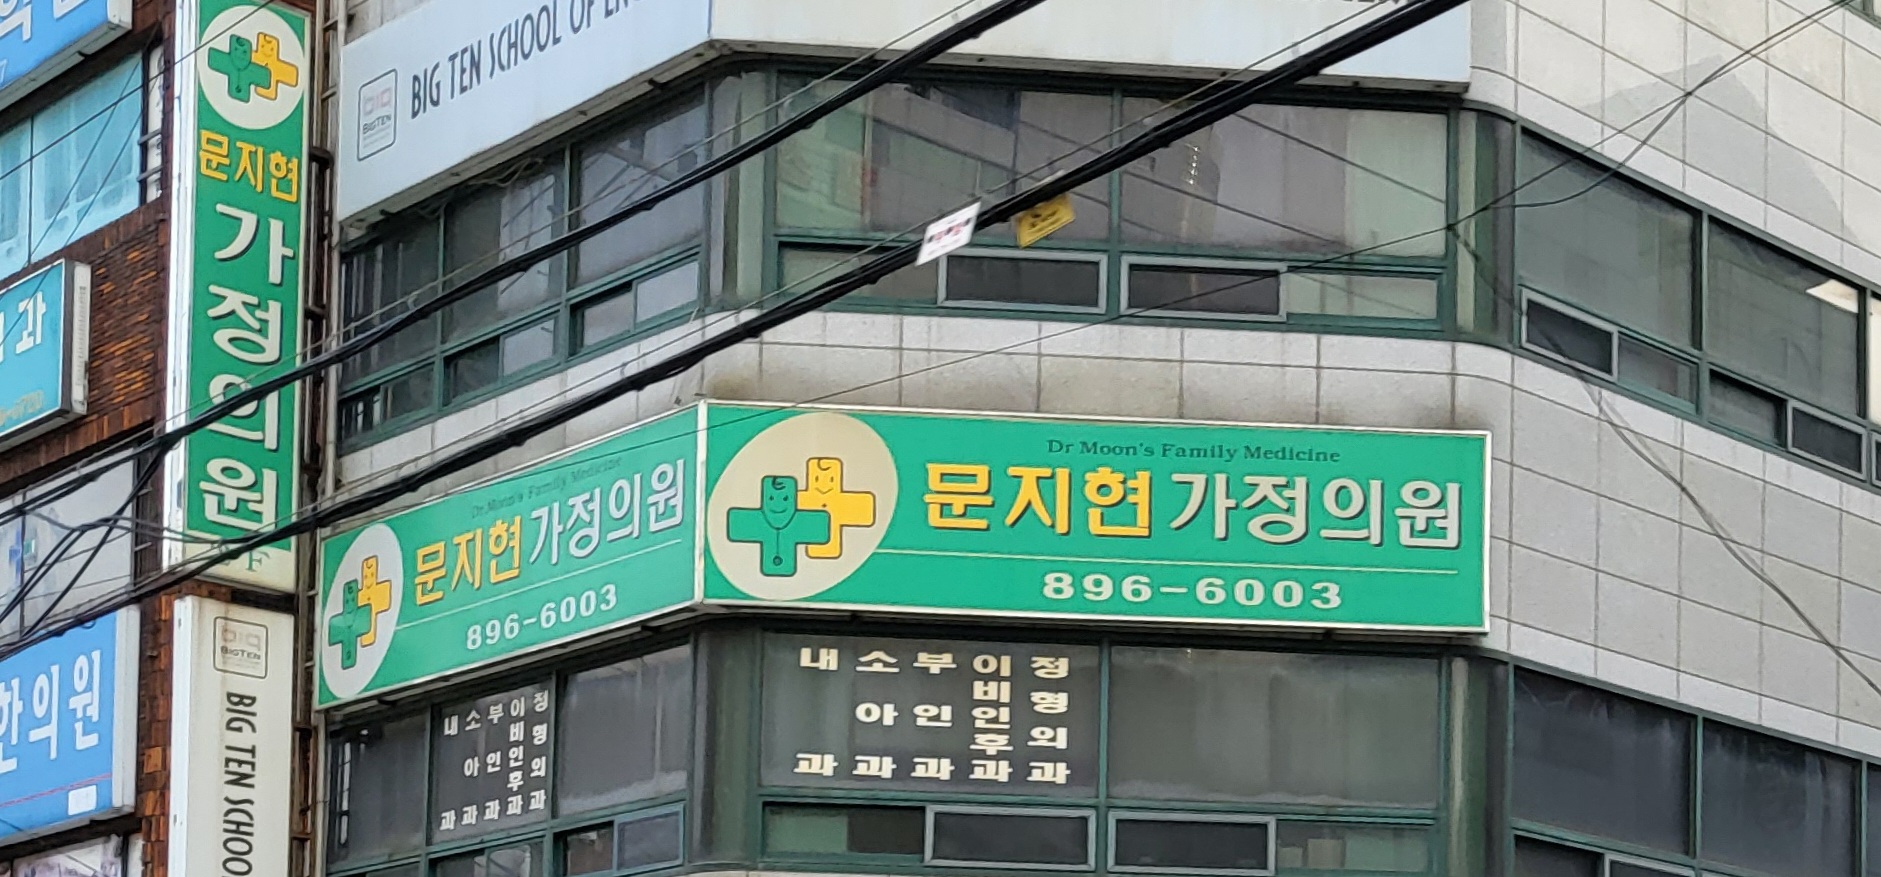 문지현
가정의원
BIG TEN SCHOOL OF
BIGTEN
Dr Moon's Family Medicine
문지현가정의원
896-6003
Dr Moon's Family Medicine
문지현가정의원
896-6003
내 소 부 이 정
비 형
아 인 인 외
후
과 과 과 과 과
내 소 부 이 정
비 형
아 인 인 외
후
과 과 과 과 과
BIGTEN
BIG TEN SCHOO
한의원
과